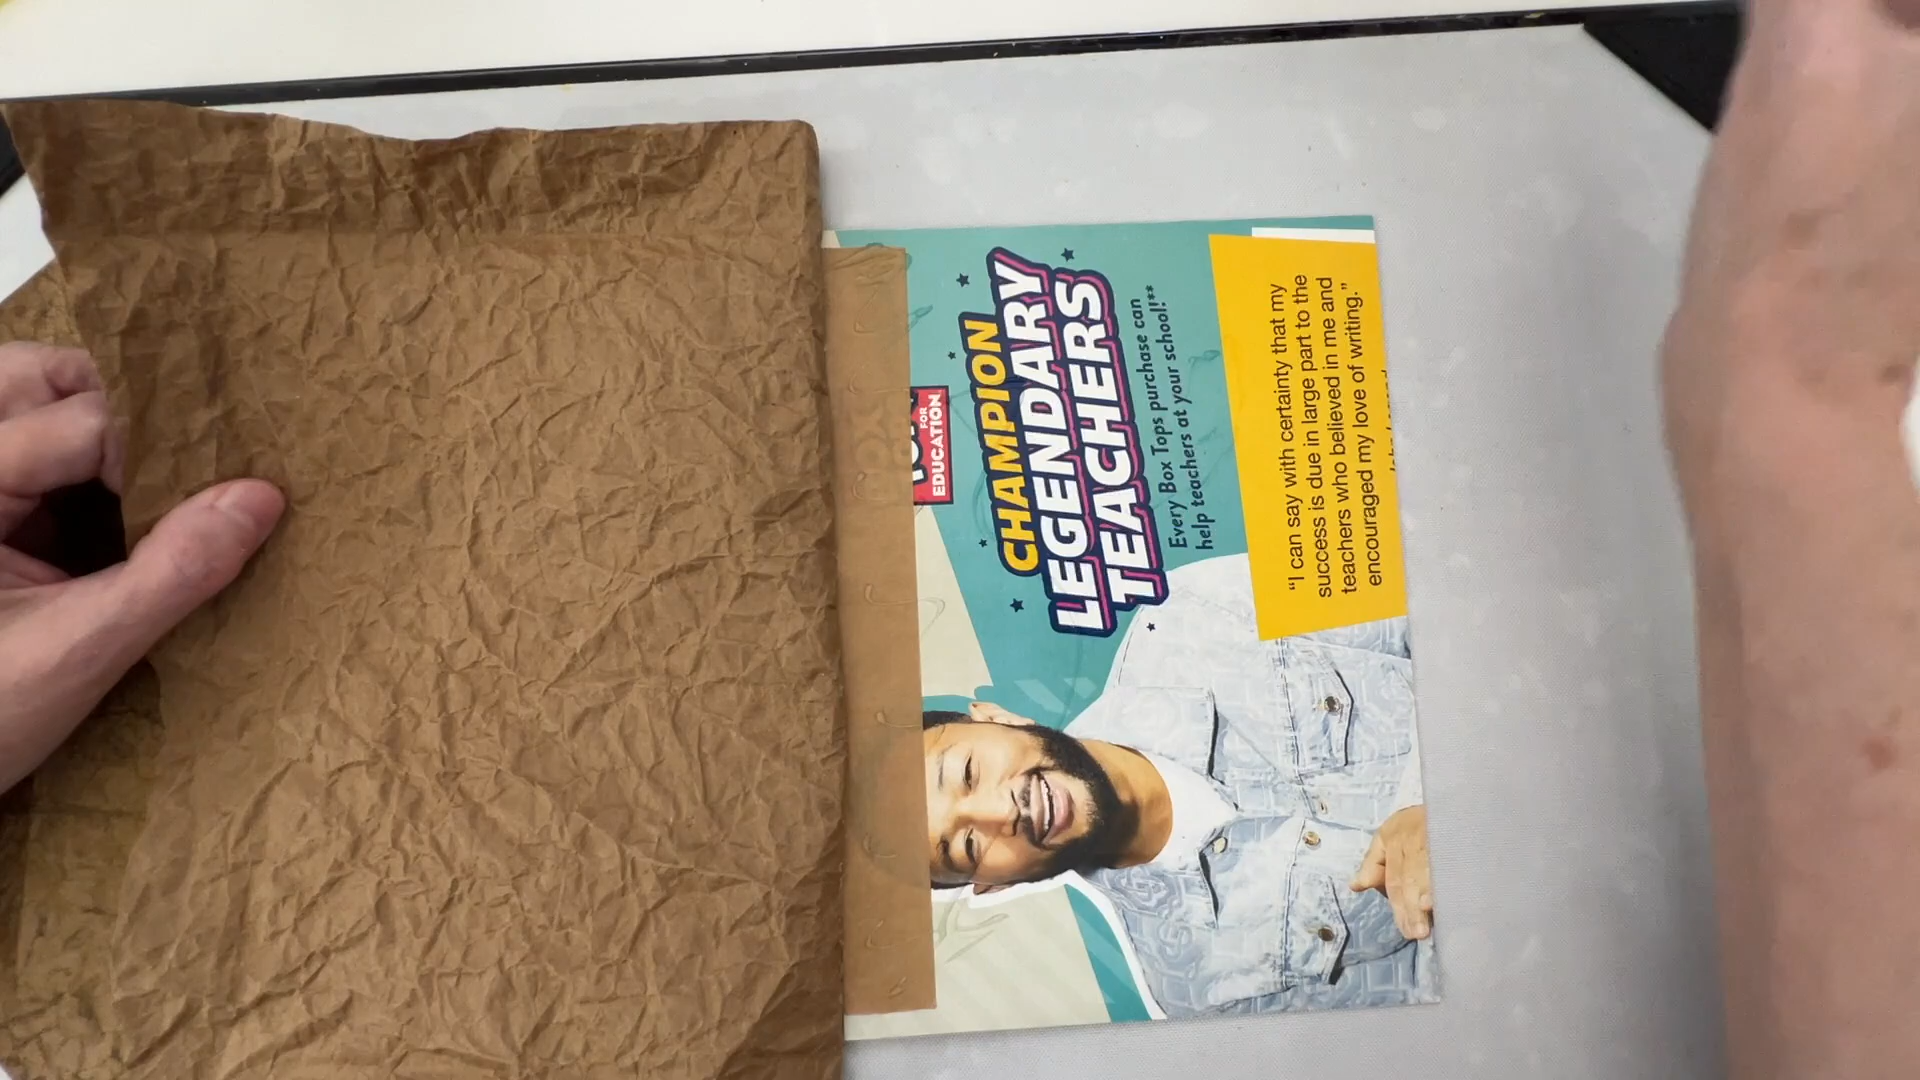 FOR
EDUCATION
CHAMPION
LEGENDARY
TEACHERS
Every Box Tops purchase can
help teachers at your school!**
“I can say with certainty that my
success is due in large part to the
teachers who believed in me and
encouraged my love of writing.”